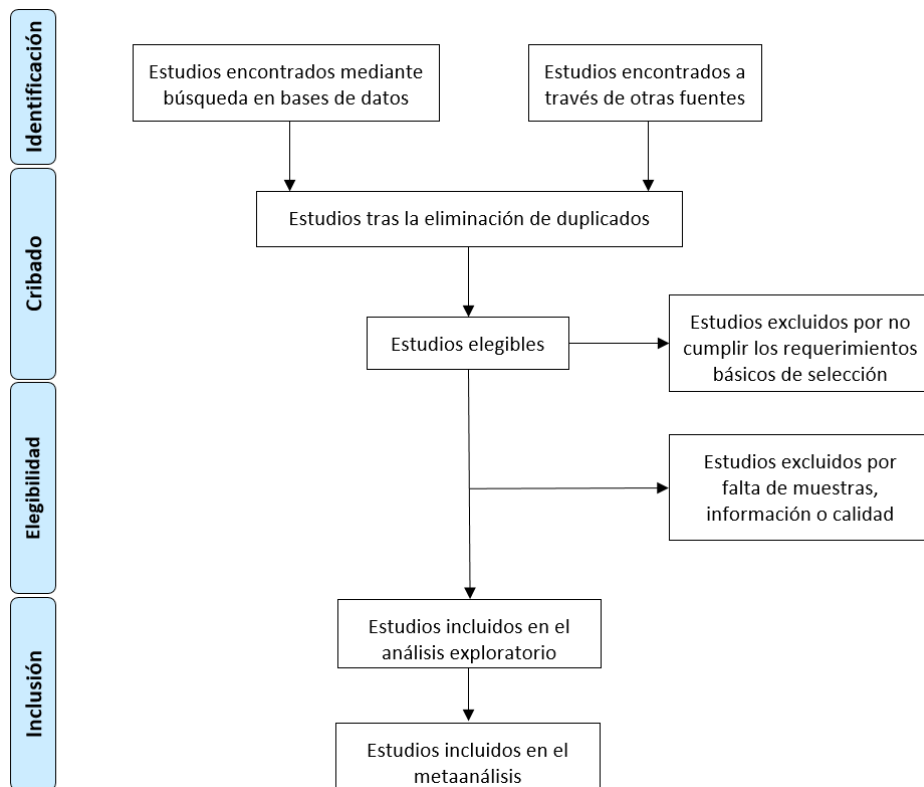 Identificación
Estudios encontrados mediante
búsqueda en bases de datos
Estudios encontrados a
través de otras fuentes
Cribado
Estudios tras la eliminación de duplicados
Estudios elegibles
Estudios excluidos por no
cumplir los requerimientos
básicos de selección
Elegibilidad
Estudios excluidos por
falta de muestras,
información o calidad
Inclusión
Estudios incluidos en el
análisis exploratorio
Estudios incluidos en el
metaanálisis